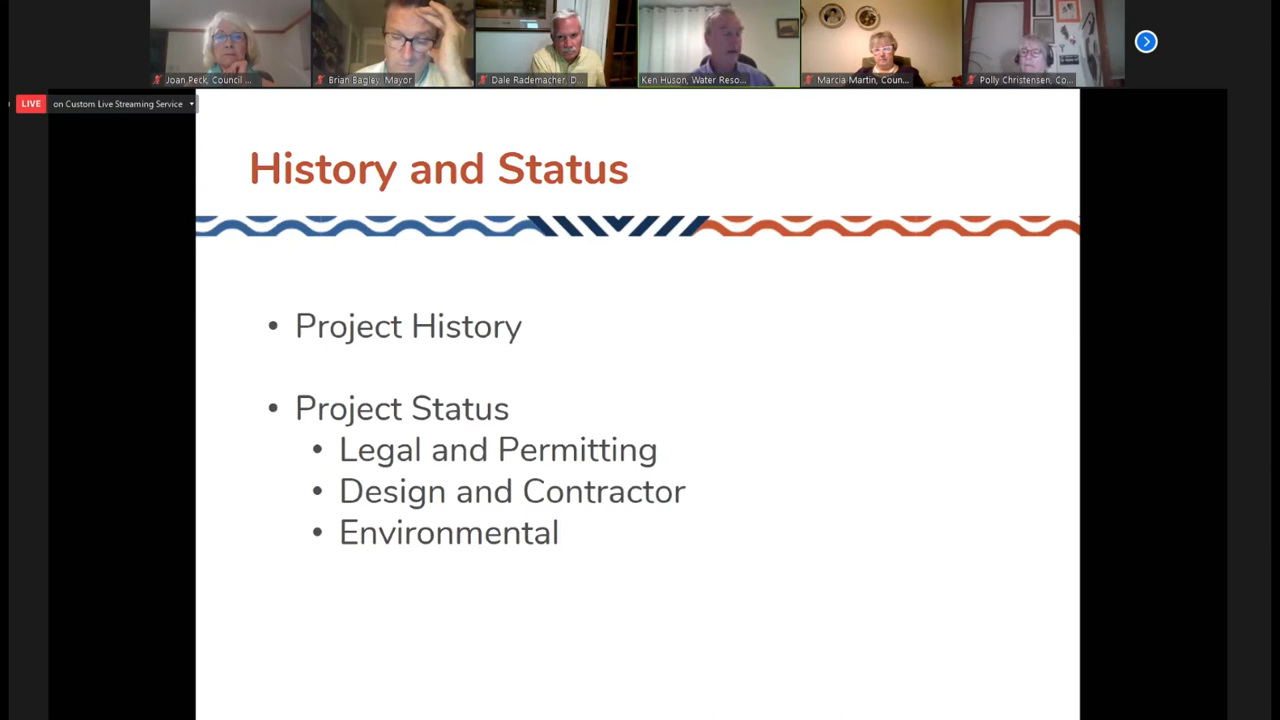 Joan Peck, Council ...
Brian Bagley, Mayor
Dale Rademacher, D...
Ken Huson, Water Reso...
Marcia Martin, Coun...
Polly Christensen, Co...
LIVE on Custom Live Streaming Service
History and Status
• Project History
• Project Status
• Legal and Permitting
• Design and Contractor
• Environmental